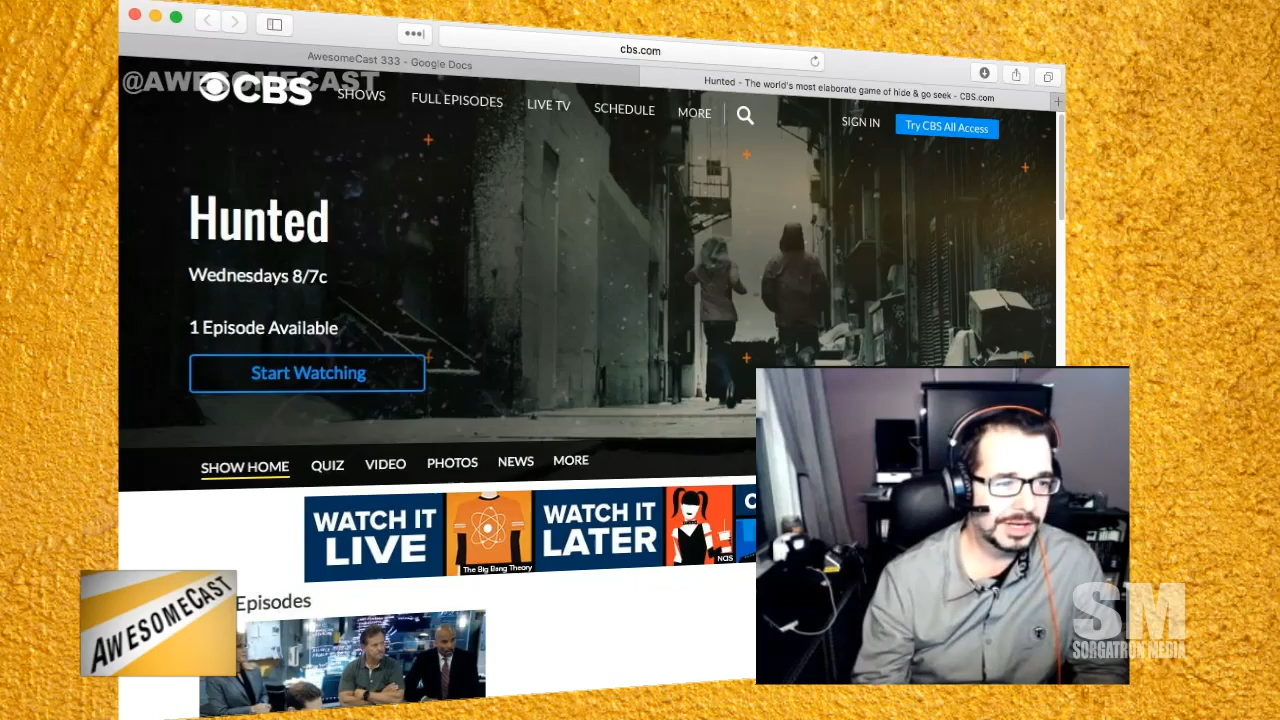 cbs.com
AwesomeCast 333 - Google Docs
Hunted - The world's most elaborate game of hide & go seek - CBS.com
@AWESOMECAST
CBS
SHOWS
FULL EPISODES
LIVE TV
SCHEDULE
MORE
SIGN IN
Try CBS All Access
Hunted
Wednesdays 8/7c
1 Episode Available
Start Watching
SHOW HOME
QUIZ
VIDEO
PHOTOS
NEWS
MORE
WATCH IT
LIVE
The Big Bang Theory
WATCH IT
LATER
NCIS
Episodes
AWESOMECAST
SM
SORGATRON MEDIA